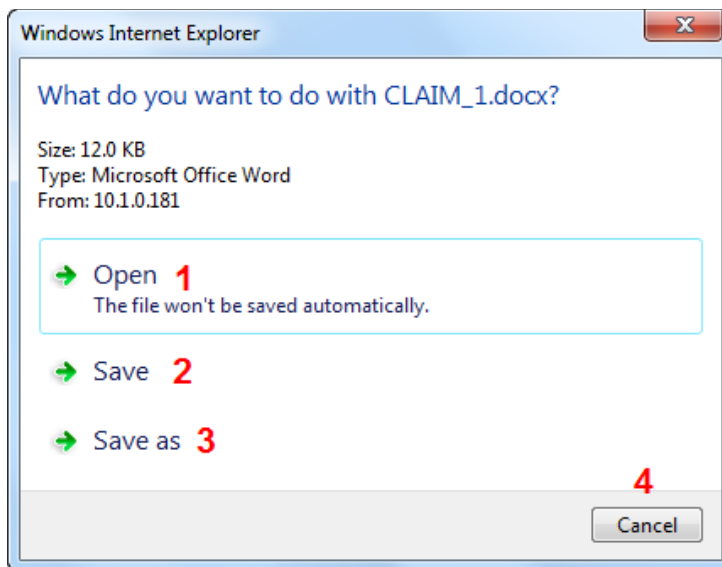 Windows Internet Explorer
X
What do you want to do with CLAIM_1.docx?
Size: 12.0 KB
Type: Microsoft Office Word
From: 10.1.0.181
Open 1
The file won't be saved automatically.
Save 2
Save as 3
4
Cancel